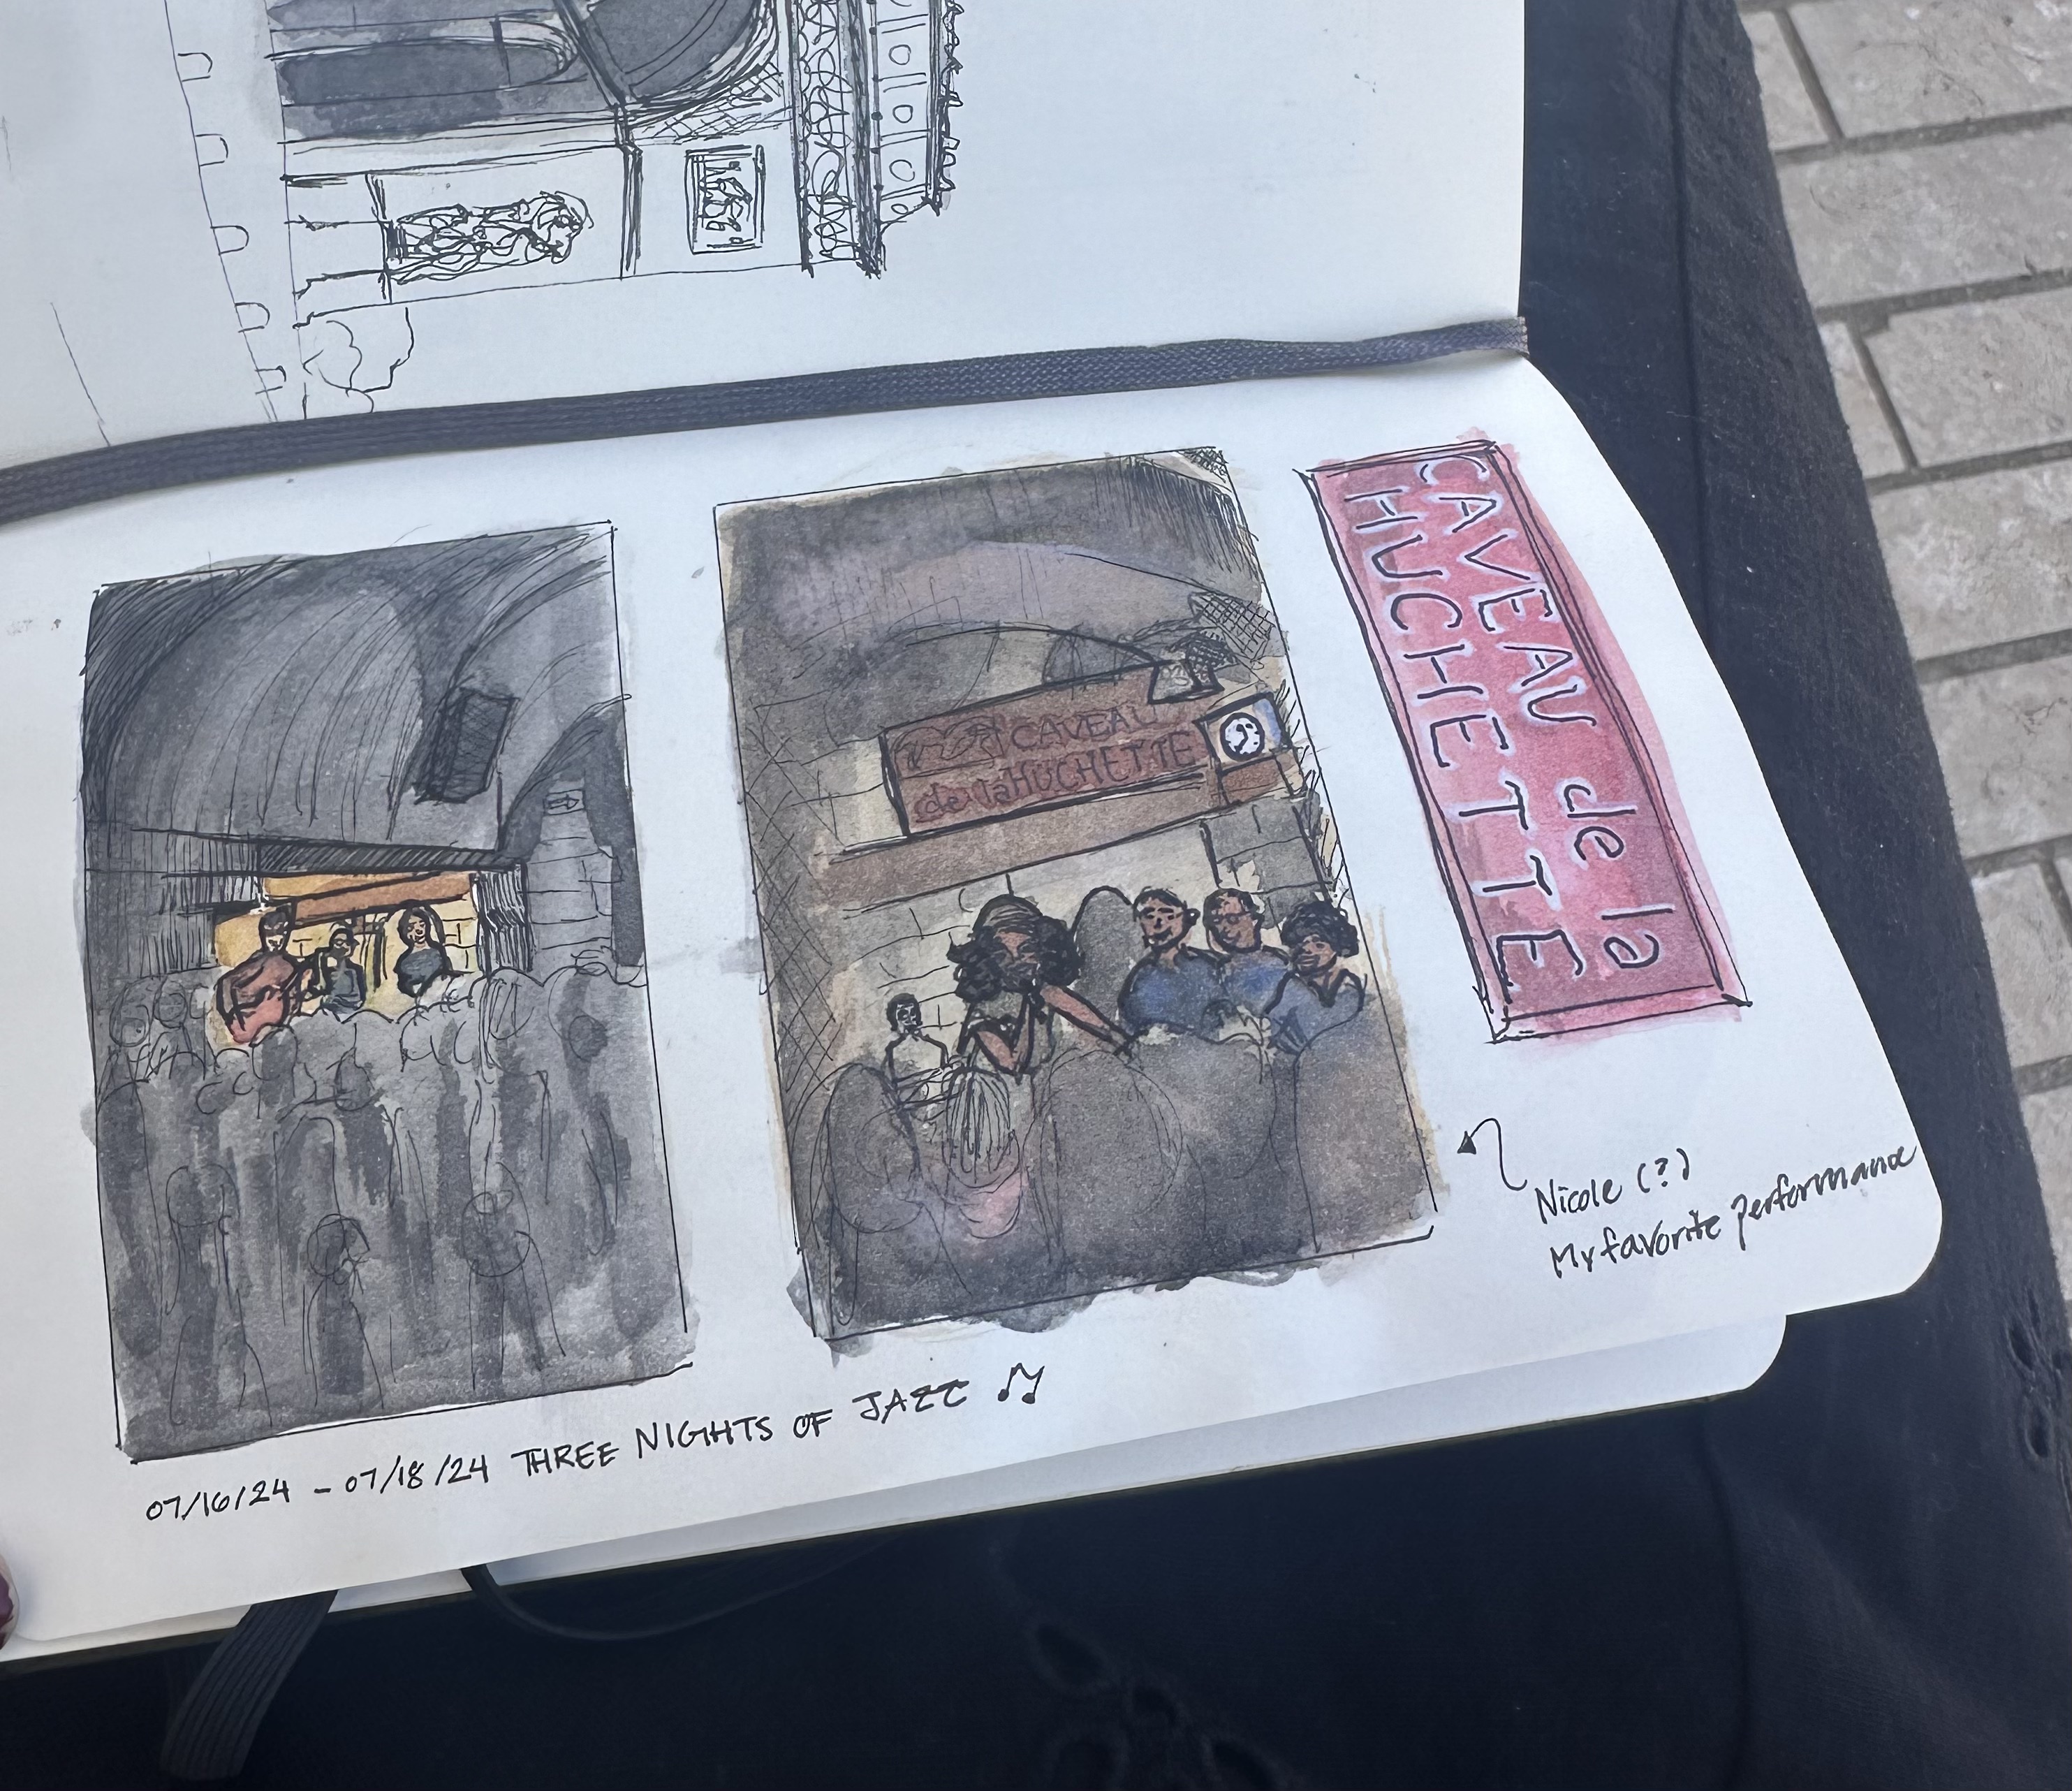 CAVEAU
de la HUCHETTE
CAVEAU de la
HUCHETTE
Nicole (?)
My favorite performance
07/16/24 - 07/18/24 THREE NIGHTS OF JAZZ